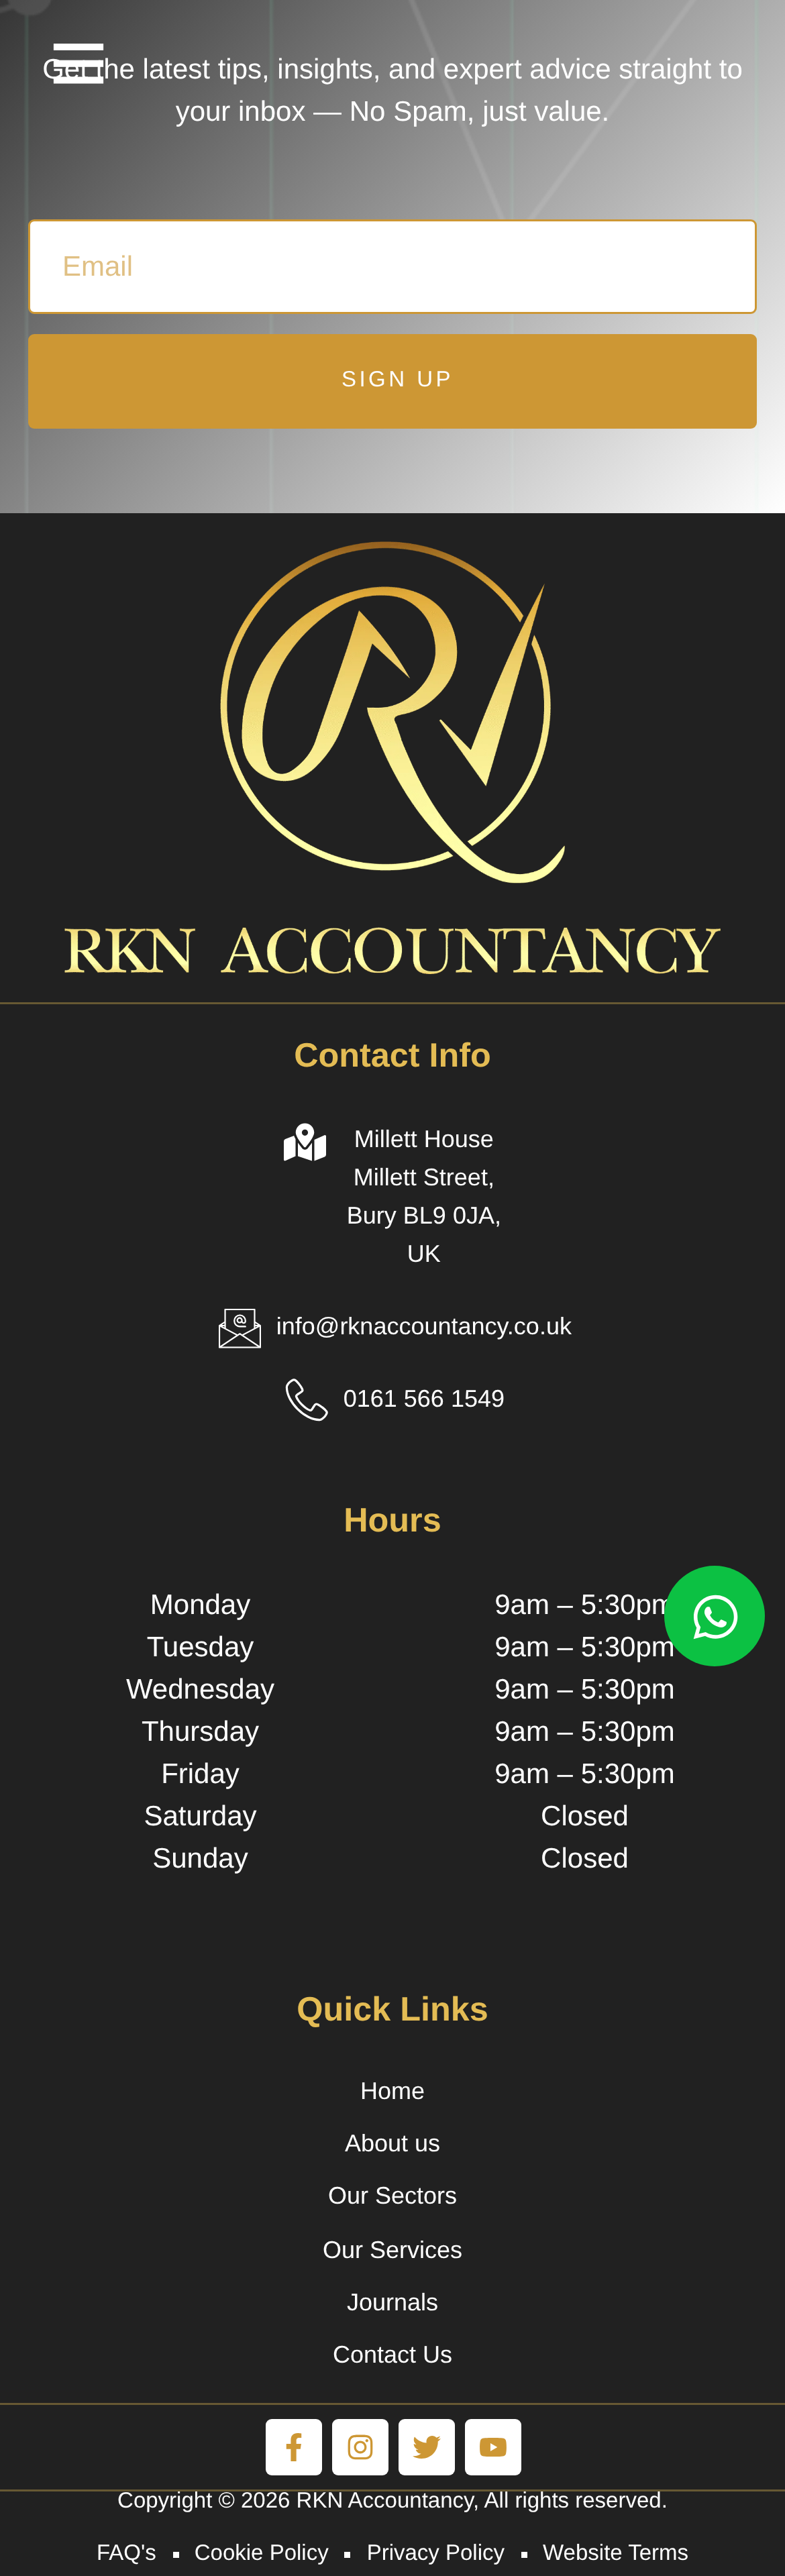 Get the latest tips, insights, and expert advice straight to
your inbox — No Spam, just value.
Email
SIGN UP
RKN ACCOUNTANCY
Contact Info
Millett House
Millett Street,
Bury BL9 0JA,
UK
info@rknaccountancy.co.uk
0161 566 1549
Hours
Monday 9am – 5:30pm
Tuesday 9am – 5:30pm
Wednesday 9am – 5:30pm
Thursday 9am – 5:30pm
Friday 9am – 5:30pm
Saturday Closed
Sunday Closed
Quick Links
Home
About us
Our Sectors
Our Services
Journals
Contact Us
Copyright © 2026 RKN Accountancy, All rights reserved.
FAQ's ▪ Cookie Policy ▪ Privacy Policy ▪ Website Terms